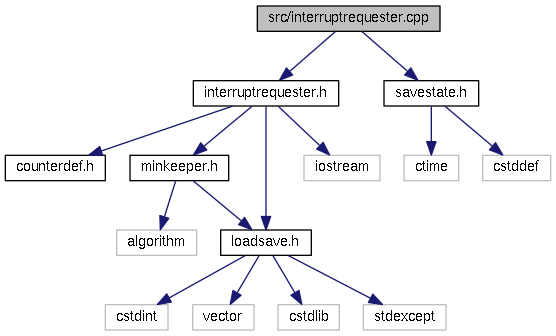 src/interruptrequester.cpp
interruptrequester.h
savestate.h
counterdef.h
minkeeper.h
iostream
ctime
cstddef
algorithm
loadsave.h
cstdint
vector
cstdlib
stdexcept